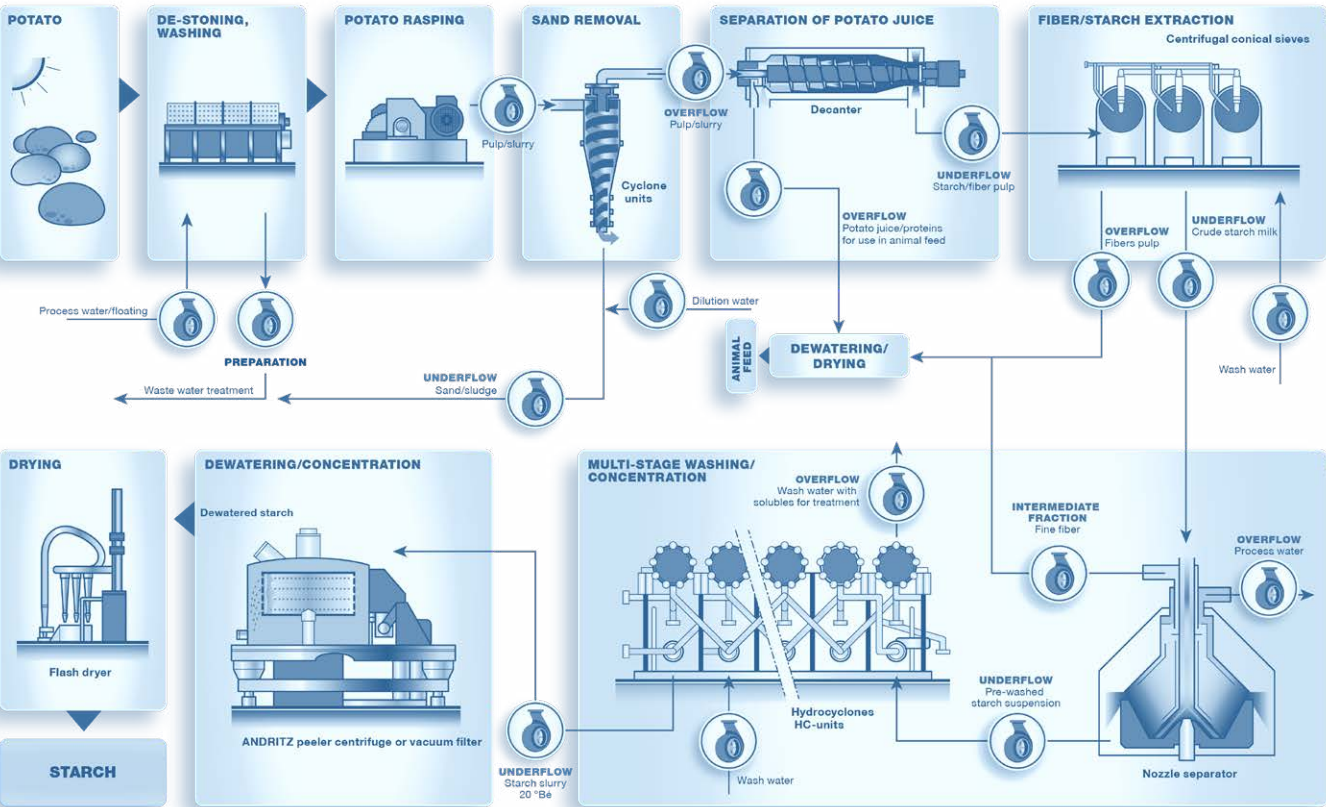 POTATO
DE-STONING,
WASHING
POTATO RASPING
SAND REMOVAL
SEPARATION OF POTATO JUICE
FIBER/STARCH EXTRACTION
Centrifugal conical sieves
Pulp/slurry
Cyclone
units
OVERFLOW
Pulp/slurry
Decanter
UNDERFLOW
Starch/fiber pulp
OVERFLOW
Potato juice/proteins
for use in animal feed
OVERFLOW
Fibers pulp
UNDERFLOW
Crude starch milk
Process water/floating
PREPARATION
Waste water treatment
Dilution water
UNDERFLOW
Sand/sludge
ANIMAL
FEED
DEWATERING/
DRYING
Wash water
DRYING
Flash dryer
STARCH
DEWATERING/CONCENTRATION
Dewatered starch
ANDRITZ peeler centrifuge or vacuum filter
UNDERFLOW
Starch slurry
20 °Bé
MULTI-STAGE WASHING/
CONCENTRATION
OVERFLOW
Wash water with
solubles for treatment
Hydrocyclones
HC-units
Wash water
INTERMEDIATE
FRACTION
Fine fiber
OVERFLOW
Process water
UNDERFLOW
Pre-washed
starch suspension
Nozzle separator